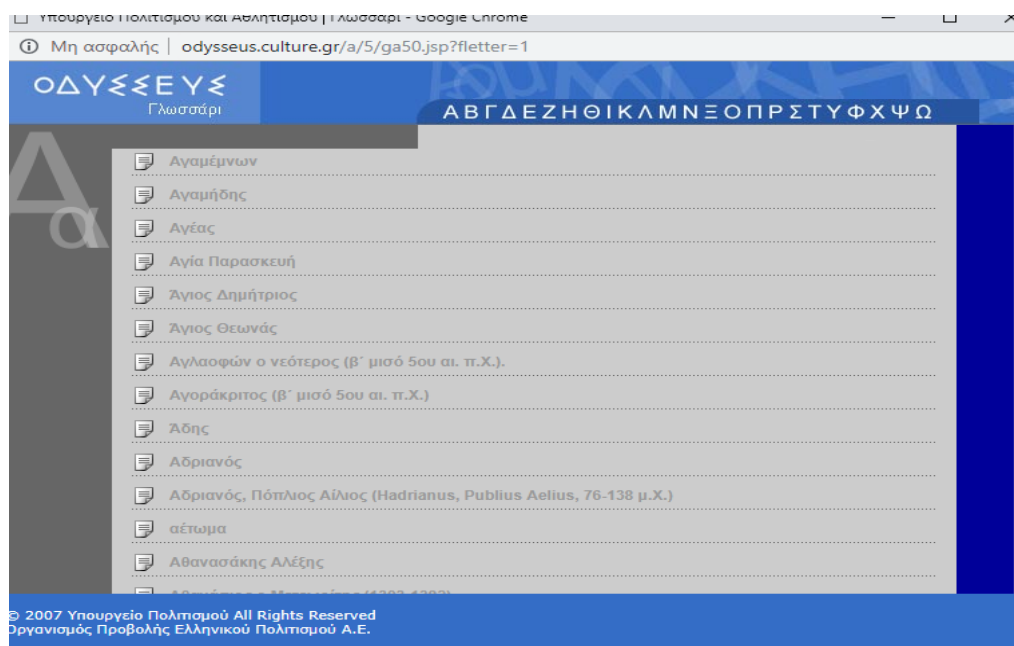 Υπουργείο Πολιτισμού και Αθλητισμού | Γλωσσάρι - Google Chrome
Μη ασφαλής | odysseus.culture.gr/a/5/ga50.jsp?fletter=1
ΟΔΥΣΣΕΥΣ
Γλωσσάρι
Α Β Γ Δ Ε Ζ Η Θ Ι Κ Λ Μ Ν Ξ Ο Π Ρ Σ Τ Υ Φ Χ Ψ Ω
Α α
Αγαμέμνων
Αγαμήδης
Αγέας
Αγία Παρασκευή
Άγιος Δημήτριος
Άγιος Θεωνάς
Αγλαοφών ο νεότερος (β΄ μισό 5ου αι. π.Χ.).
Αγοράκριτος (β΄ μισό 5ου αι. π.Χ.)
Άδης
Αδριανός
Αδριανός, Πόπλιος Αίλιος (Hadrianus, Publius Aelius, 76-138 μ.Χ.)
αέτωμα
Αθανασάκης Αλέξης
© 2007 Υπουργείο Πολιτισμού All Rights Reserved
Οργανισμός Προβολής Ελληνικού Πολιτισμού Α.Ε.